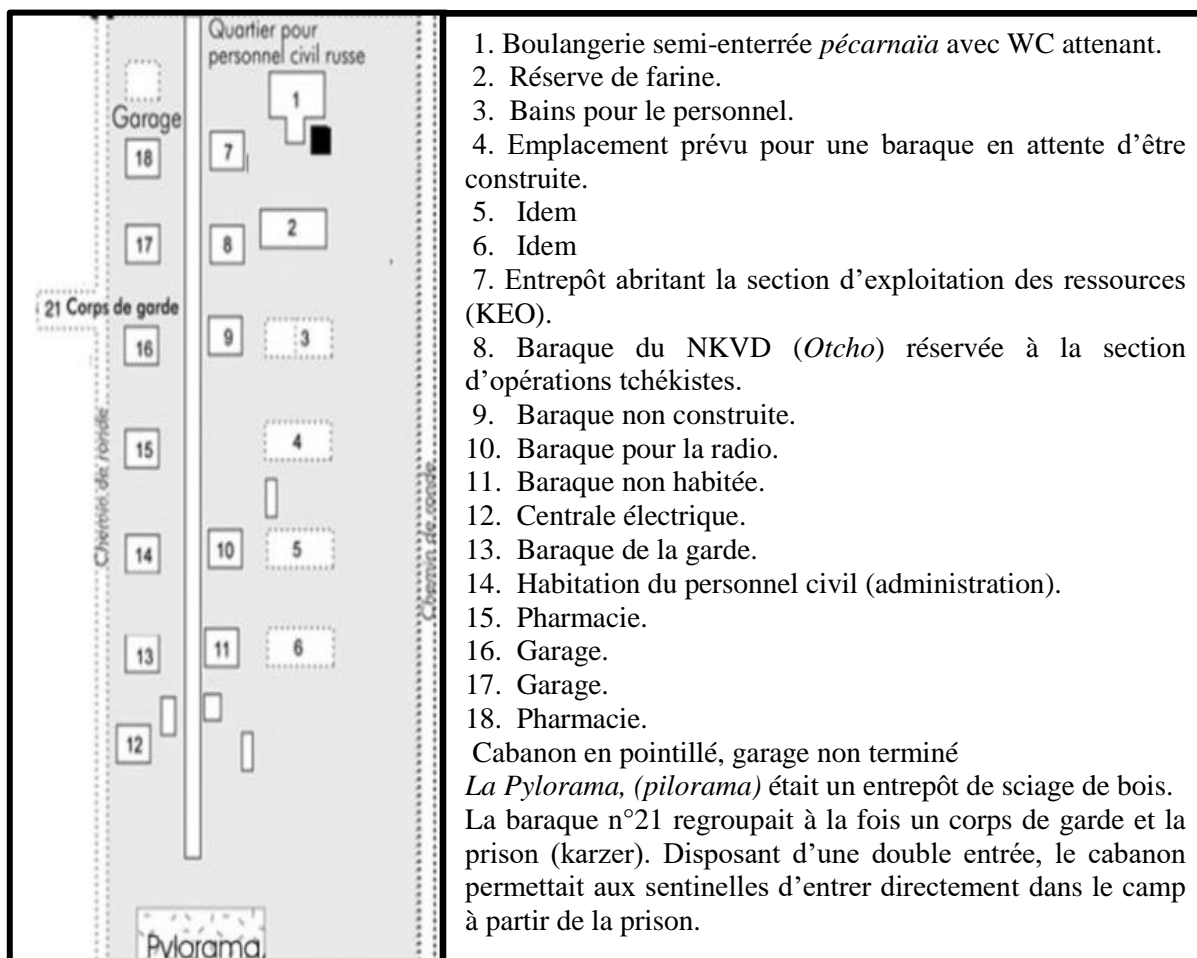 Quartier pour
personnel civil russe
1
Garage
18
7
17
8
2
21 Corps de garde
16
9
3
Chemin de ronde
15
4
Chemin de ronde
14
10
5
13
11
6
12
Pylorama,
1. Boulangerie semi-enterrée pécarnaïa avec WC attenant.
2. Réserve de farine.
3. Bains pour le personnel.
4. Emplacement prévu pour une baraque en attente d’être
construite.
5. Idem
6. Idem
7. Entrepôt abritant la section d’exploitation des ressources
(KEO).
8. Baraque du NKVD (Otcho) réservée à la section
d’opérations tchékistes.
9. Baraque non construite.
10. Baraque pour la radio.
11. Baraque non habitée.
12. Centrale électrique.
13. Baraque de la garde.
14. Habitation du personnel civil (administration).
15. Pharmacie.
16. Garage.
17. Garage.
18. Pharmacie.
Cabanon en pointillé, garage non terminé
La Pylorama, (pilorama) était un entrepôt de sciage de bois.
La baraque n°21 regroupait à la fois un corps de garde et la
prison (karzer). Disposant d’une double entrée, le cabanon
permettait aux sentinelles d’entrer directement dans le camp
à partir de la prison.